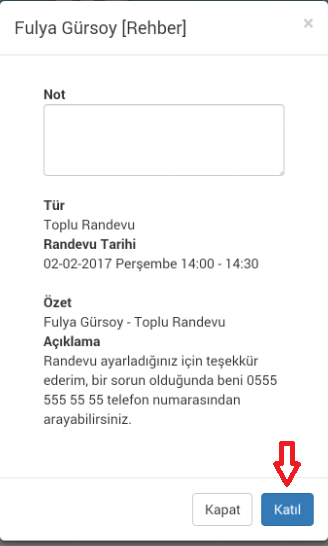 Fulya Gürsoy [Rehber]
×
Not
Tür
Toplu Randevu
Randevu Tarihi
02-02-2017 Perşembe 14:00 - 14:30
Özet
Fulya Gürsoy - Toplu Randevu
Açıklama
Randevu ayarladığınız için teşekkür
ederim, bir sorun olduğunda beni 0555
555 55 55 telefon numarasından
arayabilirsiniz.
Kapat
Katıl